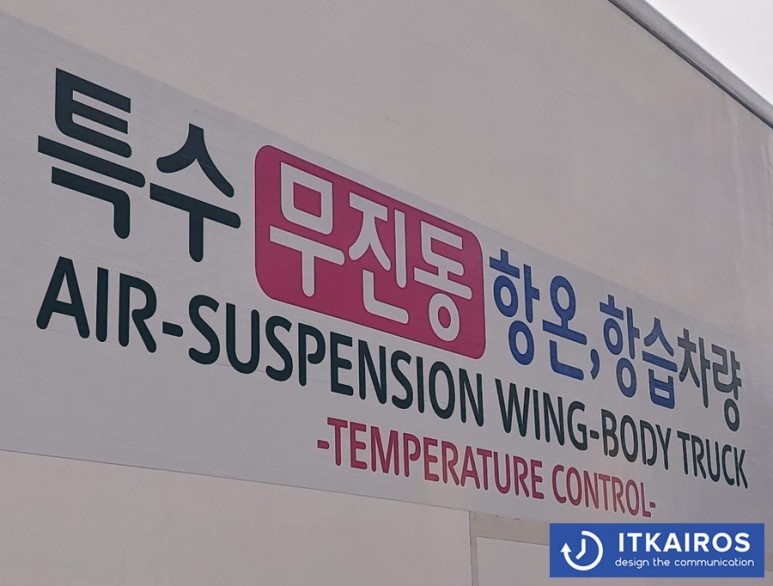 특수 무진동 항온,항습차량
AIR-SUSPENSION WING-BODY TRUCK
-TEMPERATURE CONTROL-
ITKAIROS
design the communication